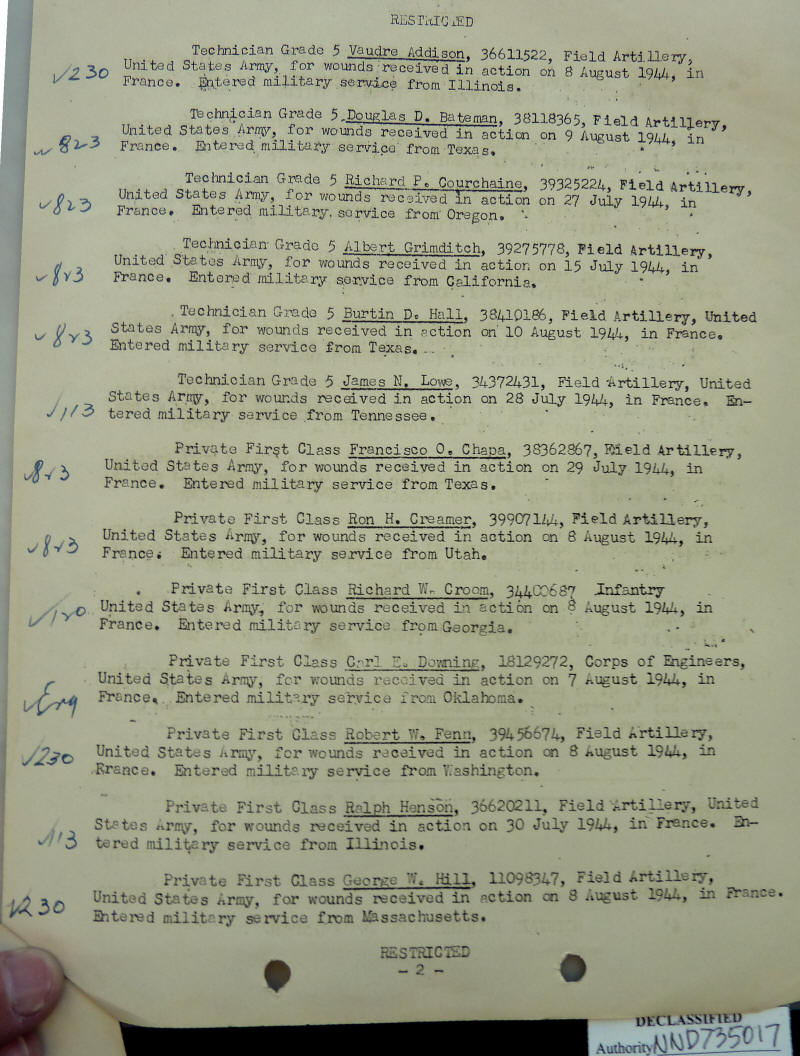 RESTRICTED
Technician Grade 5 Vaudre Addison, 36611522, Field Artillery,
√230 United States Army, for wounds received in action on 8 August 1944, in
France. Entered military service from Illinois.
Technician Grade 5 Douglas D. Bateman, 38118365, Field Artillery,
√823 United States Army, for wounds received in action on 9 August 1944, in
France. Entered military service from Texas.
Technician Grade 5 Richard P. Courchaine, 39325224, Field Artillery,
√823 United States Army, for wounds received in action on 27 July 1944, in
France. Entered military service from Oregon.
Technician Grade 5 Albert Grimditch, 39275778, Field Artillery,
√823 United States Army, for wounds received in action on 15 July 1944, in
France. Entered military service from California.
Technician Grade 5 Burtin D. Hall, 38410186, Field Artillery, United
√823 States Army, for wounds received in action on 10 August 1944, in France.
Entered military service from Texas.
Technician Grade 5 James N. Lowe, 34372431, Field Artillery, United
√113 States Army, for wounds received in action on 28 July 1944, in France. En-
tered military service from Tennessee.
Private First Class Francisco O. Chapa, 38362867, Field Artillery,
√823 United States Army, for wounds received in action on 29 July 1944, in
France. Entered military service from Texas.
Private First Class Ron H. Creamer, 39907144, Field Artillery,
√823 United States Army, for wounds received in action on 8 August 1944, in
France. Entered military service from Utah.
Private First Class Richard W. Croom, 34400687 Infantry
√120 United States Army, for wounds received in action on 8 August 1944, in
France. Entered military service from Georgia.
Private First Class Carl E. Downing, 18129272, Corps of Engineers,
√Eng United States Army, for wounds received in action on 7 August 1944, in
France. Entered military service from Oklahoma.
Private First Class Robert W. Fenn, 39456674, Field Artillery,
√230 United States Army, for wounds received in action on 8 August 1944, in
France. Entered military service from Washington.
Private First Class Ralph Henson, 36620211, Field Artillery, United
√113 States Army, for wounds received in action on 30 July 1944, in France. En-
tered military service from Illinois.
Private First Class George W. Hill, 11098347, Field Artillery,
√230 United States Army, for wounds received in action on 8 August 1944, in France.
Entered military service from Massachusetts.
RESTRICTED
- 2 -
DECLASSIFIED
Authority NND735017